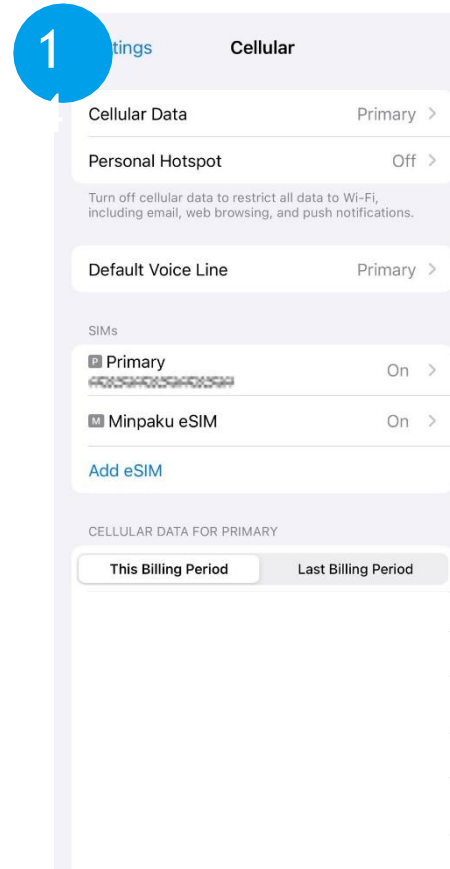 1
4
tings
Cellular
Cellular Data Primary >
Personal Hotspot Off >
Turn off cellular data to restrict all data to Wi-Fi,
including email, web browsing, and push notifications.
Default Voice Line Primary >
SIMs
P Primary On >
M Minpaku eSIM On >
Add eSIM
CELLULAR DATA FOR PRIMARY
This Billing Period Last Billing Period